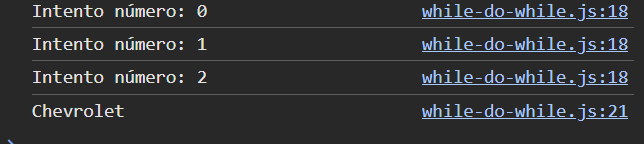 Intento número: 0 while-do-while.js:18
Intento número: 1 while-do-while.js:18
Intento número: 2 while-do-while.js:18
Chevrolet while-do-while.js:21